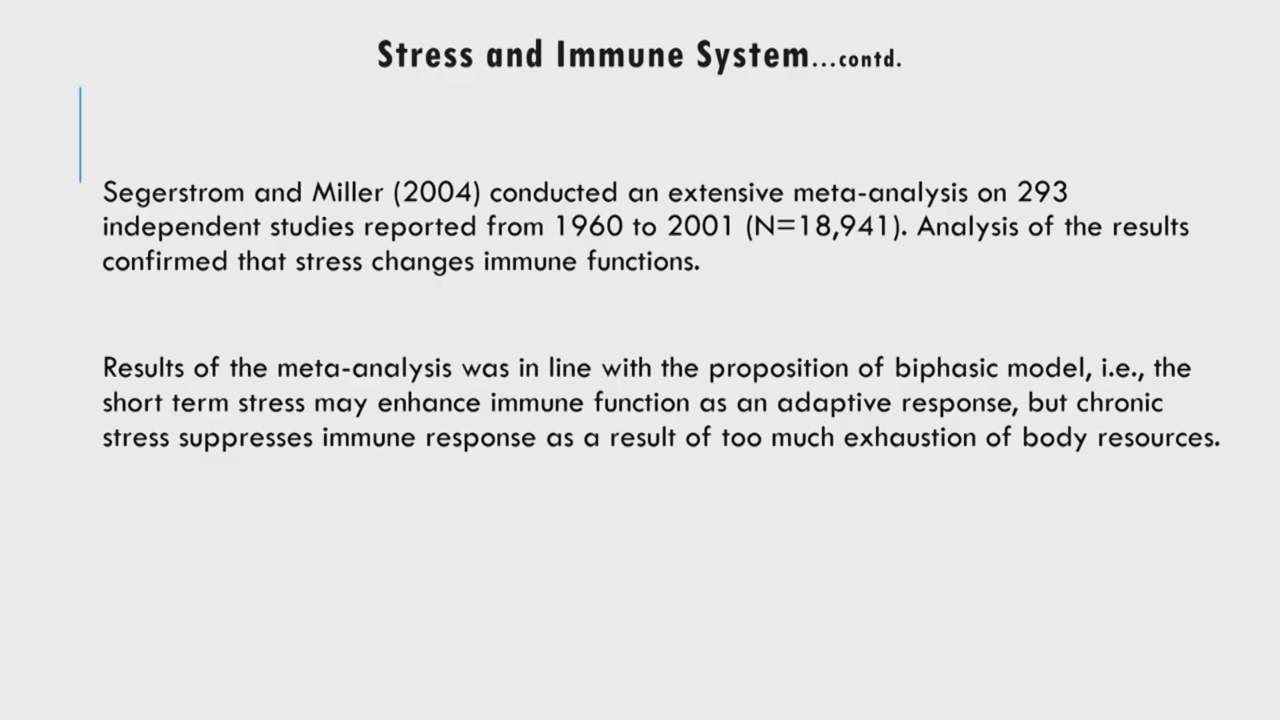 Stress and Immune System...contd.
Segerstrom and Miller (2004) conducted an extensive meta-analysis on 293
independent studies reported from 1960 to 2001 (N=18,941). Analysis of the results
confirmed that stress changes immune functions.
Results of the meta-analysis was in line with the proposition of biphasic model, i.e., the
short term stress may enhance immune function as an adaptive response, but chronic
stress suppresses immune response as a result of too much exhaustion of body resources.